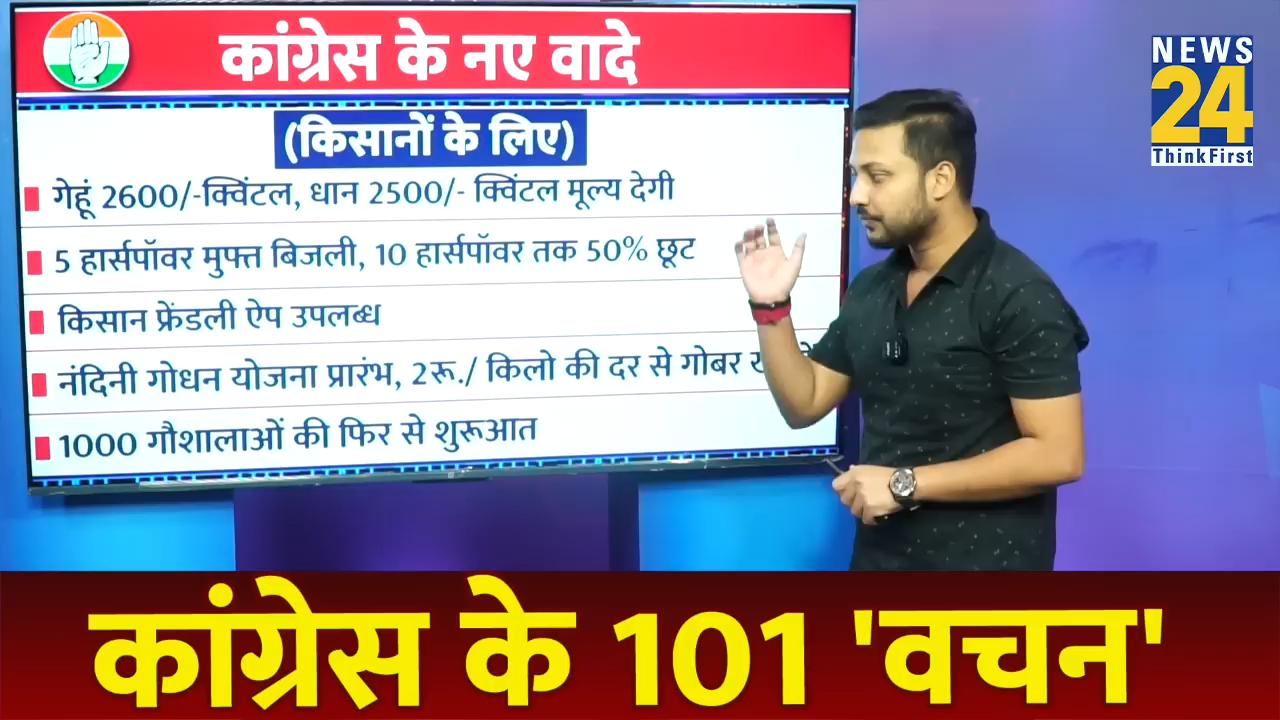 कांग्रेस के नए वादे
NEWS
24
ThinkFirst
(किसानों के लिए)
गेहूं 2600/-क्विंटल, धान 2500/- क्विंटल मूल्य देगी
5 हार्सपॉवर मुफ्त बिजली, 10 हार्सपॉवर तक 50% छूट
किसान फ्रेंडली ऐप उपलब्ध
नंदिनी गोधन योजना प्रारंभ, 2रू./ किलो की दर से गोबर
1000 गौशालाओं की फिर से शुरूआत
कांग्रेस के 101 'वचन'